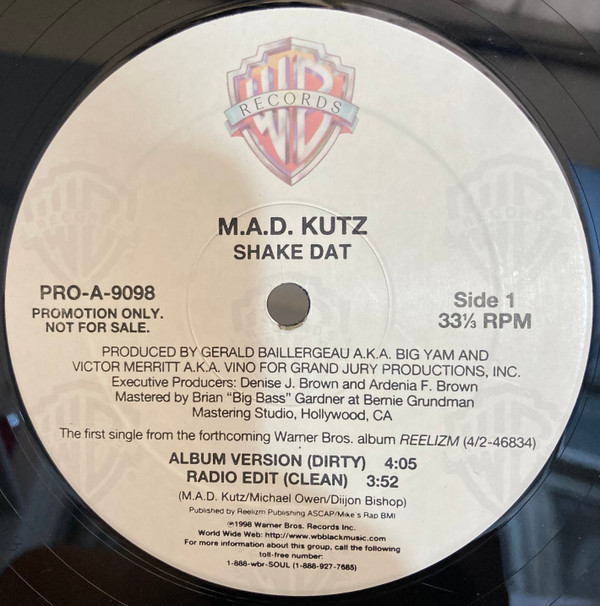 WB
RECORDS
M.A.D. KUTZ
SHAKE DAT
PRO-A-9098
PROMOTION ONLY.
NOT FOR SALE.
Side 1
33⅓ RPM
PRODUCED BY GERALD BAILLERGEAU A.K.A. BIG YAM AND
VICTOR MERRITT A.K.A. VINO FOR GRAND JURY PRODUCTIONS, INC.
Executive Producers: Denise J. Brown and Ardenia F. Brown
Mastered by Brian "Big Bass" Gardner at Bernie Grundman
Mastering Studio, Hollywood, CA
The first single from the forthcoming Warner Bros. album REELIZM (4/2-46834)
ALBUM VERSION (DIRTY) 4:05
RADIO EDIT (CLEAN) 3:52
(M.A.D. Kutz/Michael Owen/Diijon Bishop)
Published by Reelizm Publishing ASCAP/Mike's Rap BMI
℗1998 Warner Bros. Records Inc.
World Wide Web: http://www.wbblackmusic.com
For more information about this group, call the following
toll-free number:
1-888-wbr-SOUL (1-888-927-7685)